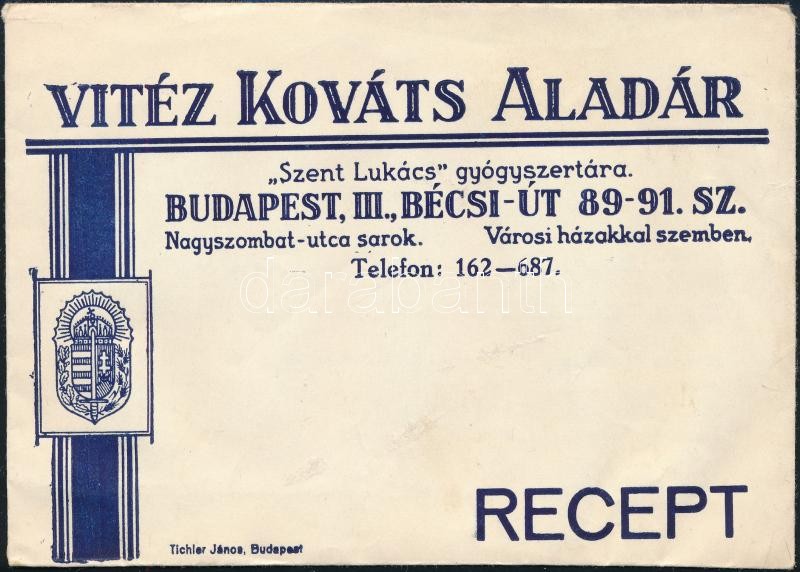 VITÉZ KOVÁTS ALADÁR
„Szent Lukács” gyógyszertára.
BUDAPEST, III., BÉCSI-ÚT 89-91. SZ.
Nagyszombat-utca sarok. Városi házakkal szemben.
Telefon: 162—687.
darabanth
RECEPT
Tichler János, Budapest